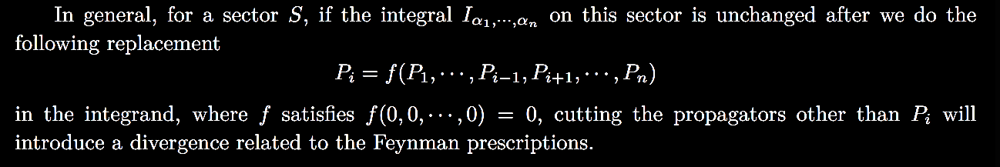 In general, for a sector S, if the integral I_{α_1,⋯,α_n} on this sector is unchanged after we do the
following replacement
P_i = f(P_1, ⋯ , P_{i−1}, P_{i+1}, ⋯ , P_n)
in the integrand, where f satisfies f(0, 0, ⋯ , 0) = 0, cutting the propagators other than P_i will
introduce a divergence related to the Feynman prescriptions.